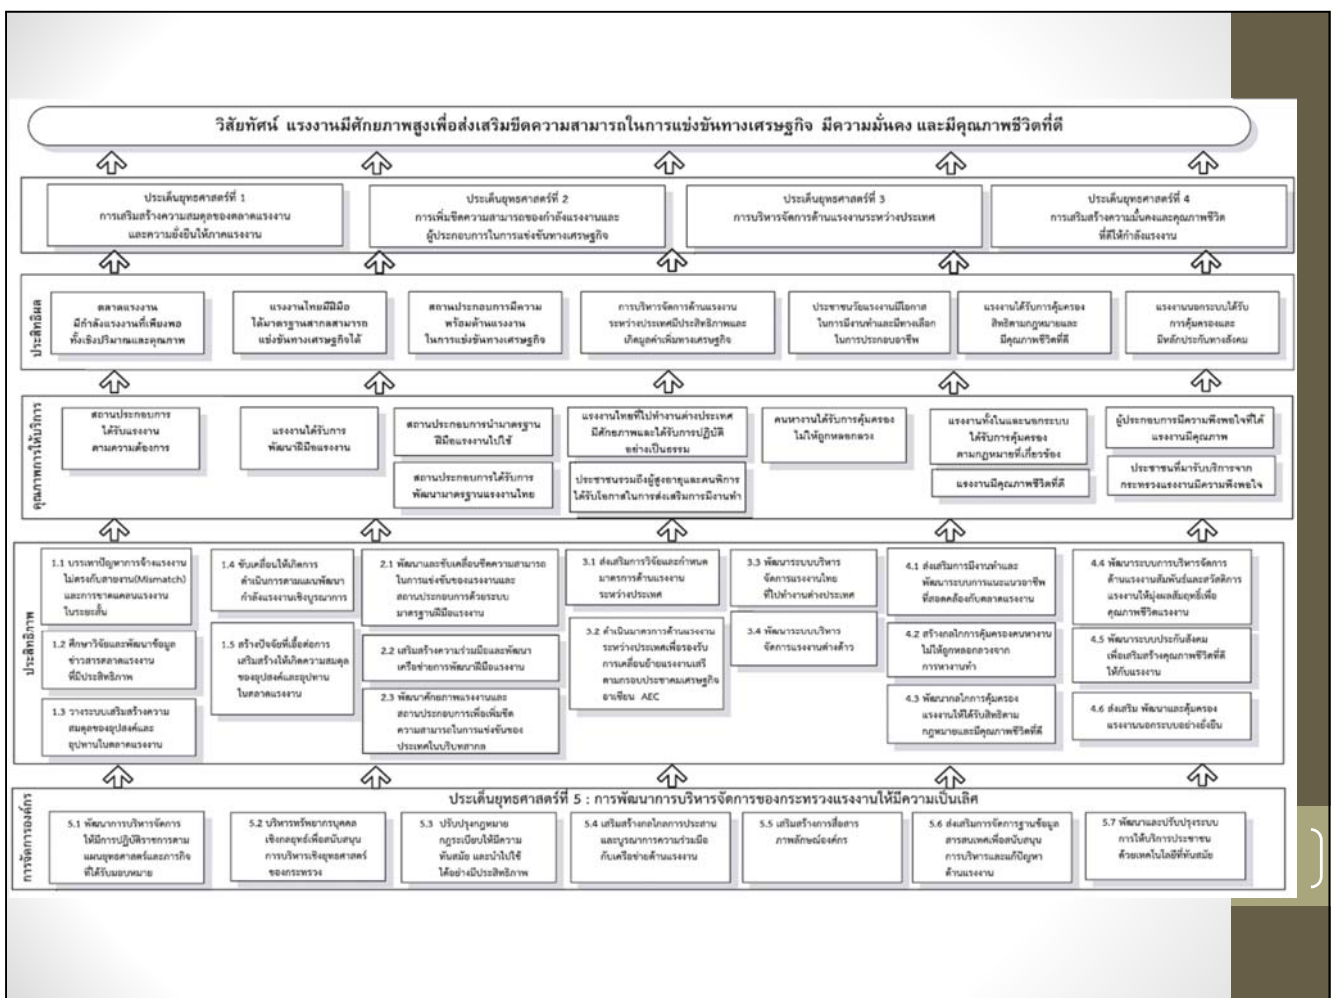 วิสัยทัศน์ แรงงานมีศักยภาพสูงเพื่อส่งเสริมขีดความสามารถในการแข่งขันทางเศรษฐกิจ มีความมั่นคง และมีคุณภาพชีวิตที่ดี
ประเด็นยุทธศาสตร์ที่ 1
การเสริมสร้างความสมดุลของตลาดแรงงาน
และความยั่งยืนให้ภาคแรงงาน
ประเด็นยุทธศาสตร์ที่ 2
การเพิ่มขีดความสามารถของกำลังแรงงานและ
ผู้ประกอบการในการแข่งขันทางเศรษฐกิจ
ประเด็นยุทธศาสตร์ที่ 3
การบริหารจัดการด้านแรงงานระหว่างประเทศ
ประเด็นยุทธศาสตร์ที่ 4
การเสริมสร้างความมั่นคงและคุณภาพชีวิต
ที่ดีให้กำลังแรงงาน
ประสิทธิผล
ตลาดแรงงาน
มีกำลังแรงงานที่เพียงพอ
ทั้งเชิงปริมาณและคุณภาพ
แรงงานไทยมีฝีมือ
ได้มาตรฐานสากลสามารถ
แข่งขันทางเศรษฐกิจได้
สถานประกอบการมีความ
พร้อมด้านแรงงาน
ในการแข่งขันทางเศรษฐกิจ
การบริหารจัดการด้านแรงงาน
ระหว่างประเทศมีประสิทธิภาพและ
เกิดมูลค่าเพิ่มทางเศรษฐกิจ
ประชาชนวัยแรงงานมีโอกาส
ในการมีงานทำและมีทางเลือก
ในการประกอบอาชีพ
แรงงานได้รับการคุ้มครอง
สิทธิตามกฎหมายและ
มีคุณภาพชีวิตที่ดี
แรงงานนอกระบบได้รับ
การคุ้มครองและ
มีหลักประกันทางสังคม
คุณภาพการให้บริการ
สถานประกอบการ
ได้รับแรงงาน
ตามความต้องการ
แรงงานได้รับการ
พัฒนาฝีมือแรงงาน
สถานประกอบการนำมาตรฐาน
ฝีมือแรงงานไปใช้
สถานประกอบการได้รับการ
พัฒนามาตรฐานแรงงานไทย
แรงงานไทยที่ไปทำงานต่างประเทศ
มีศักยภาพและได้รับการปฏิบัติ
อย่างเป็นธรรม
ประชาชนรวมถึงผู้สูงอายุและคนพิการ
ได้รับโอกาสในการส่งเสริมการมีงานทำ
คนหางานได้รับการคุ้มครอง
ไม่ให้ถูกหลอกลวง
แรงงานทั้งในและนอกระบบ
ได้รับการคุ้มครอง
ตามกฎหมายที่เกี่ยวข้อง
แรงงานมีคุณภาพชีวิตที่ดี
ผู้ประกอบการมีความพึงพอใจที่ได้
แรงงานมีคุณภาพ
ประชาชนที่มารับบริการจาก
กระทรวงแรงงานมีความพึงพอใจ
ประสิทธิภาพ
1.1 บรรเทาปัญหาการจ้างแรงงาน
ไม่ตรงกับสายงาน(Mismatch)
และการขาดแคลนแรงงาน
ในระยะสั้น
1.2 ศึกษาวิจัยและพัฒนาข้อมูล
ข่าวสารตลาดแรงงาน
ที่มีประสิทธิภาพ
1.3 วางระบบเสริมสร้างความ
สมดุลของอุปสงค์และ
อุปทานในตลาดแรงงาน
1.4 ขับเคลื่อนให้เกิดการ
ดำเนินการตามแผนพัฒนา
กำลังแรงงานเชิงบูรณาการ
1.5 สร้างปัจจัยที่เอื้อต่อการ
เสริมสร้างให้เกิดความสมดุล
ของอุปสงค์และอุปทาน
ในตลาดแรงงาน
2.1 พัฒนาและขับเคลื่อนขีดความสามารถ
ในการแข่งขันของแรงงานและ
สถานประกอบการด้วยระบบ
มาตรฐานฝีมือแรงงาน
2.2 เสริมสร้างความร่วมมือและพัฒนา
เครือข่ายการพัฒนาฝีมือแรงงาน
2.3 พัฒนาศักยภาพแรงงานและ
สถานประกอบการเพื่อเพิ่มขีด
ความสามารถในการแข่งขันของ
ประเทศในบริบทสากล
3.1 ส่งเสริมการวิจัยและกำหนด
มาตรการด้านแรงงาน
ระหว่างประเทศ
3.2 ดำเนินมาตรการด้านแรงงาน
ระหว่างประเทศเพื่อรองรับ
การเคลื่อนย้ายแรงงานเสรี
ตามกรอบประชาคมเศรษฐกิจ
อาเซียน AEC
3.3 พัฒนาระบบบริหาร
จัดการแรงงานไทย
ที่ไปทำงานต่างประเทศ
3.4 พัฒนาระบบบริหาร
จัดการแรงงานต่างด้าว
4.1 ส่งเสริมการมีงานทำและ
พัฒนาระบบการแนะแนวอาชีพ
ที่สอดคล้องกับตลาดแรงงาน
4.2 สร้างกลไกการคุ้มครองคนหางาน
ไม่ให้ถูกหลอกลวงจาก
การหางานทำ
4.3 พัฒนากลไกการคุ้มครอง
แรงงานให้ได้รับสิทธิตาม
กฎหมายและมีคุณภาพชีวิตที่ดี
4.4 พัฒนาระบบการบริหารจัดการ
ด้านแรงงานสัมพันธ์และสวัสดิการ
แรงงานให้มุ่งผลสัมฤทธิ์เพื่อ
คุณภาพชีวิตแรงงาน
4.5 พัฒนาระบบประกันสังคม
เพื่อเสริมสร้างคุณภาพชีวิตที่ดี
ให้กับแรงงาน
4.6 ส่งเสริม พัฒนาและคุ้มครอง
แรงงานนอกระบบอย่างยั่งยืน
การจัดการองค์กร
ประเด็นยุทธศาสตร์ที่ 5 : การพัฒนาการบริหารจัดการของกระทรวงแรงงานให้มีความเป็นเลิศ
5.1 พัฒนาการบริหารจัดการ
ให้มีการปฏิบัติราชการตาม
แผนยุทธศาสตร์และภารกิจ
ที่ได้รับมอบหมาย
5.2 บริหารทรัพยากรบุคคล
เชิงกลยุทธ์เพื่อสนับสนุน
การบริหารเชิงยุทธศาสตร์
ของกระทรวง
5.3 ปรับปรุงกฎหมาย
กฎระเบียบให้มีความ
ทันสมัย และนำไปใช้
ได้อย่างมีประสิทธิภาพ
5.4 เสริมสร้างกลไกการประสาน
และบูรณาการความร่วมมือ
กับเครือข่ายด้านแรงงาน
5.5 เสริมสร้างการสื่อสาร
ภาพลักษณ์องค์กร
5.6 ส่งเสริมการจัดการฐานข้อมูล
สารสนเทศเพื่อสนับสนุน
การบริหารและแก้ปัญหา
ด้านแรงงาน
5.7 พัฒนาและปรับปรุงระบบ
การให้บริการประชาชน
ด้วยเทคโนโลยีที่ทันสมัย